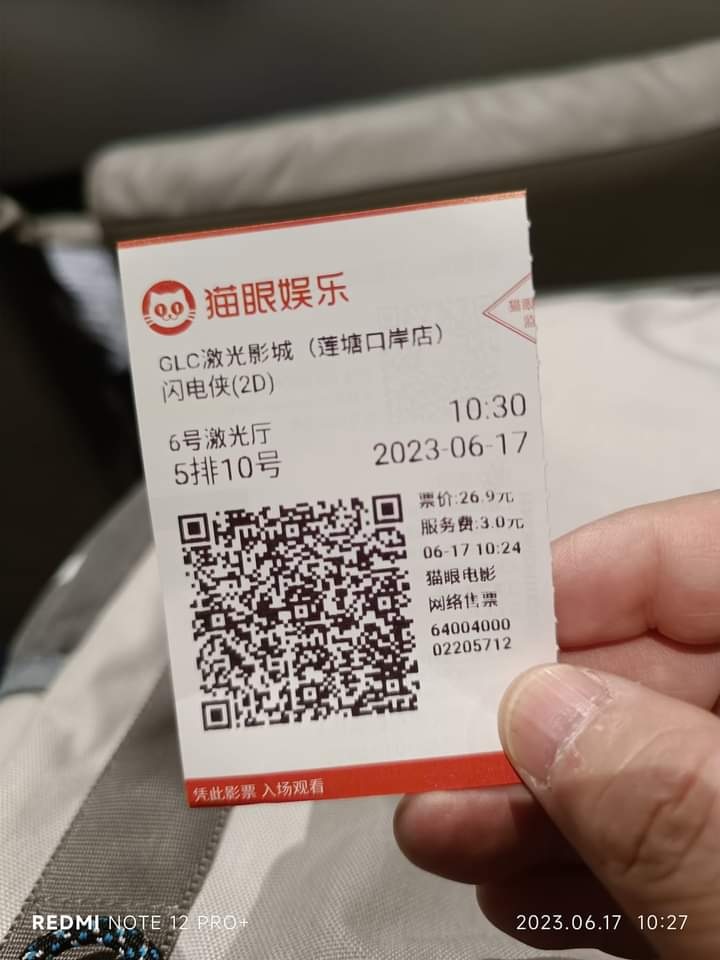 猫眼娱乐
猫眼
GLC激光影城（莲塘口岸店）
闪电侠(2D)
10:30
6号激光厅
2023-06-17
5排10号
票价:26.9元
服务费:3.0元
06-17 10:24
猫眼电影
网络售票
64004000
02205712
凭此影票 入场观看
REDMI NOTE 12 PRO+
2023.06.17 10:27